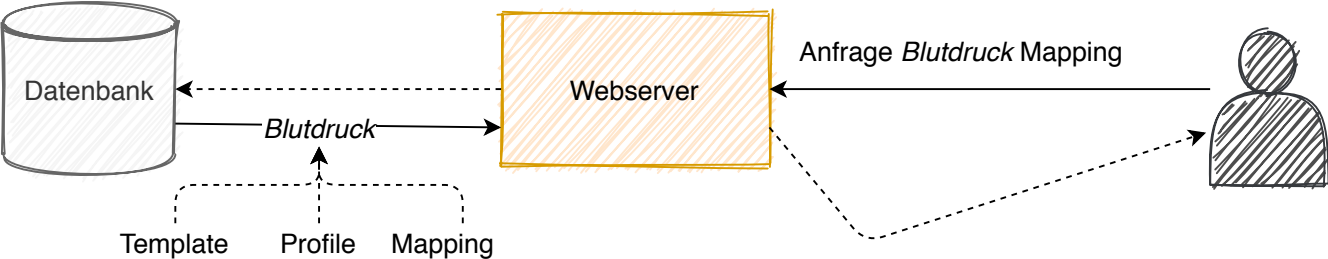 Anfrage Blutdruck Mapping
Datenbank
Webserver
Blutdruck
Template
Profile
Mapping